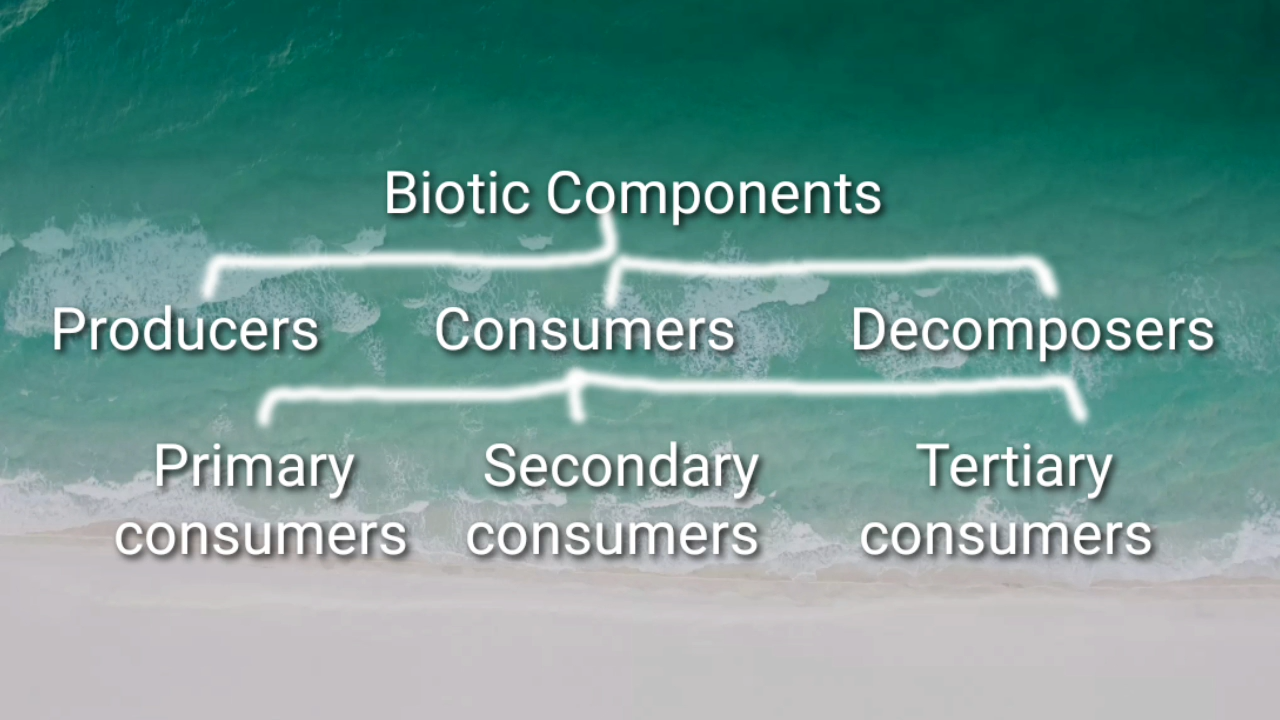 Biotic Components
Producers Consumers Decomposers
Primary Secondary Tertiary
consumers consumers consumers